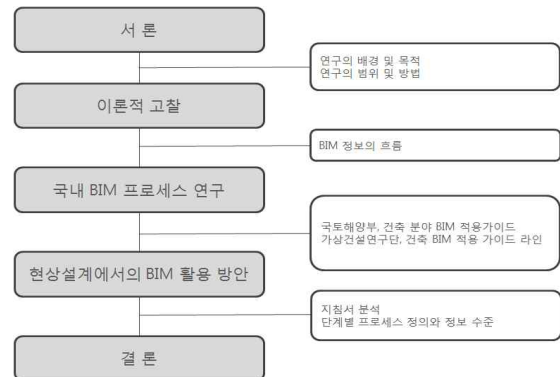 서 론
연구의 배경 및 목적
연구의 범위 및 방법
이론적 고찰
BIM 정보의 흐름
국내 BIM 프로세스 연구
국토해양부, 건축 분야 BIM 적용가이드
가상건설연구단, 건축 BIM 적용 가이드 라인
현상설계에서의 BIM 활용 방안
지침서 분석
단계별 프로세스 정의와 정보 수준
결 론